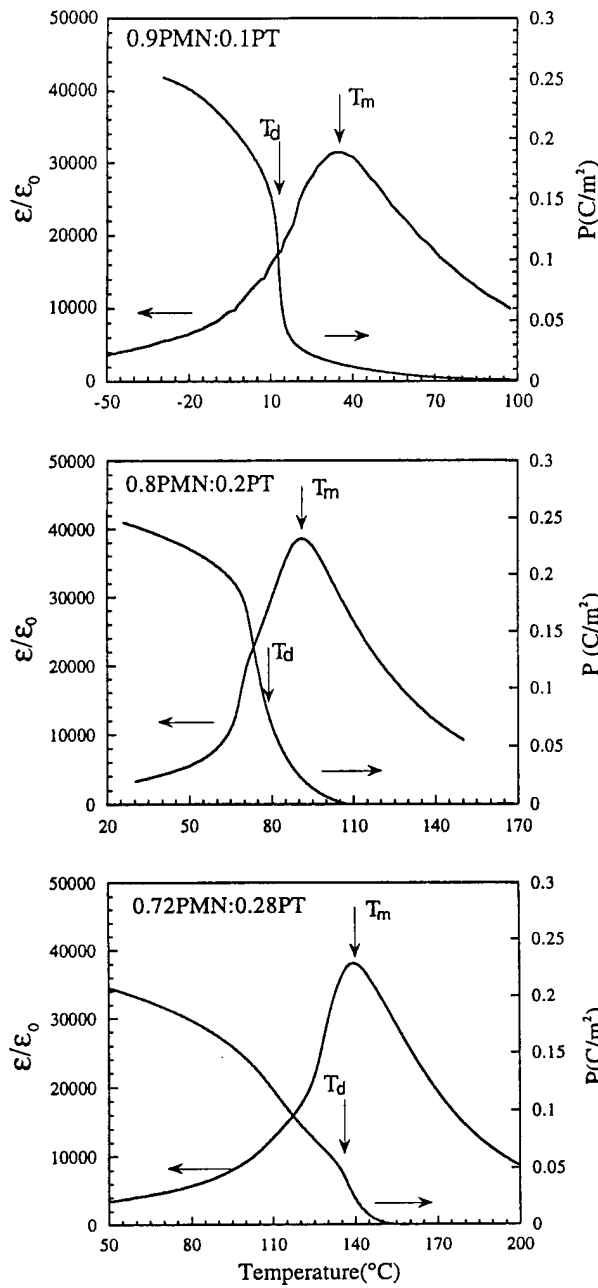 0.9PMN:0.1PT
50000 0.3
40000 0.25
30000 0.2
20000 0.15
10000 0.1
0 0.05
0
ε/ε₀
P(C/m²)
Td
Tm
-50 -20 10 40 70 100
0.8PMN:0.2PT
50000 0.3
40000 0.25
30000 0.2
20000 0.15
10000 0.1
0 0.05
0
ε/ε₀
P (C/m²)
Tm
Td
20 50 80 110 140 170
0.72PMN:0.28PT
50000 0.3
40000 0.25
30000 0.2
20000 0.15
10000 0.1
0 0.05
0
ε/ε₀
P(C/m²)
Tm
Td
50 80 110 140 170 200
Temperature(°C)